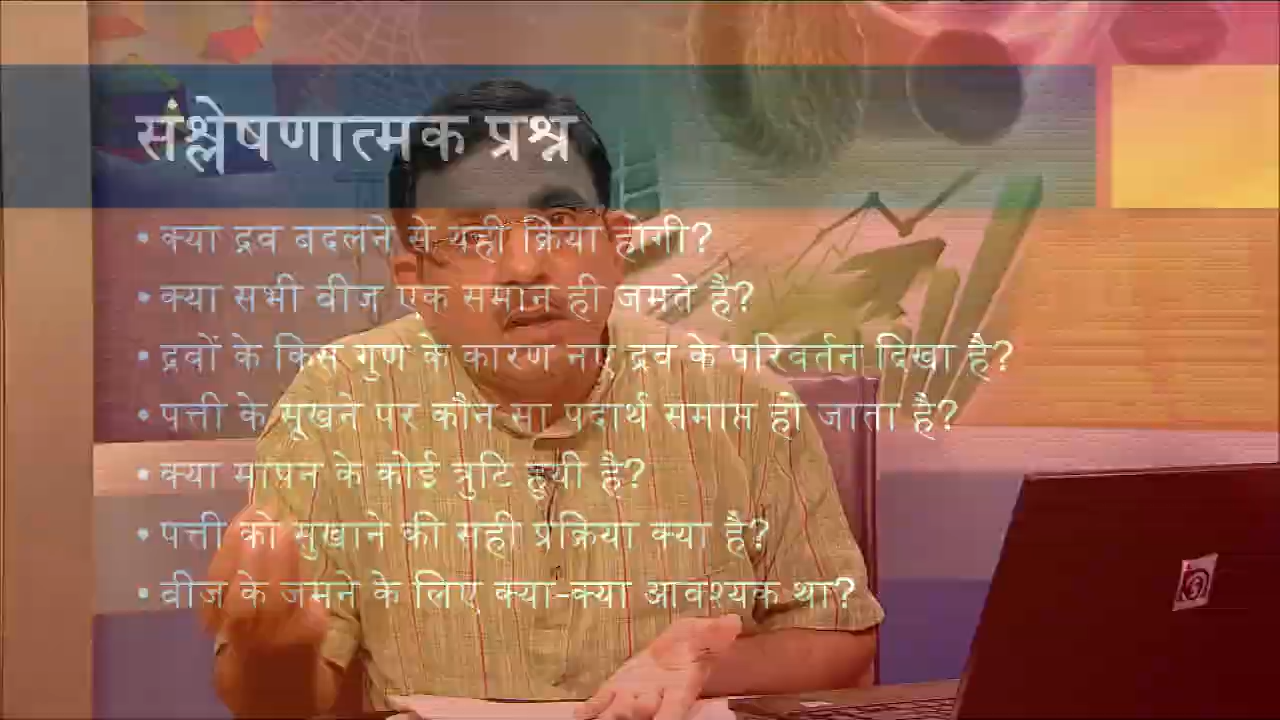 संश्लेषणात्मक प्रश्न
• क्या द्रव बदलने से यही क्रिया होगी?
• क्या सभी बीज एक समान ही जमते हैं?
• द्रवों के किस गुण के कारण नए द्रव के परिवर्तन दिखा है?
• पत्ती के सूखने पर कौन सा पदार्थ समाप्त हो जाता है?
• क्या मापन के कोई त्रुटि हुयी है?
• पत्ती को सुखाने की सही प्रक्रिया क्या है?
• बीज के जमने के लिए क्या-क्या आवश्यक था?